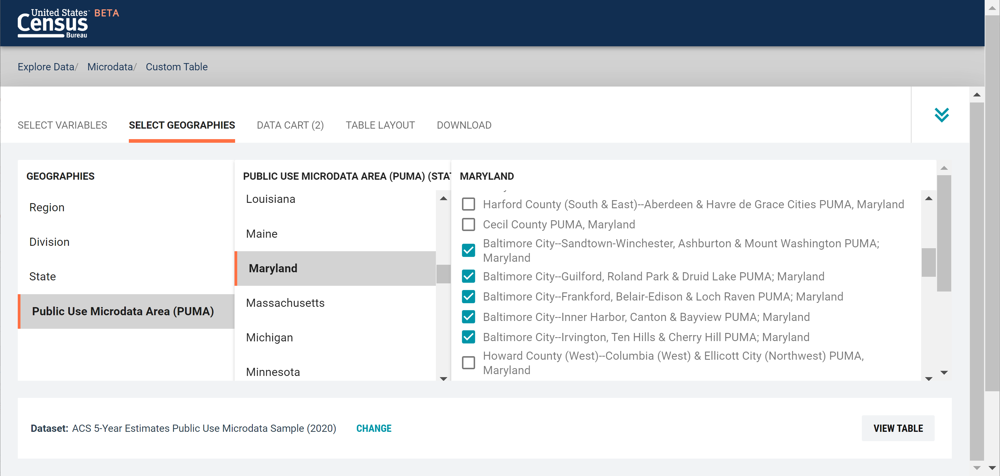 United States™ BETA
Census
Bureau
Explore Data/ Microdata/ Custom Table
SELECT VARIABLES SELECT GEOGRAPHIES DATA CART (2) TABLE LAYOUT DOWNLOAD
GEOGRAPHIES
Region
Division
State
Public Use Microdata Area (PUMA)
PUBLIC USE MICRODATA AREA (PUMA) (STAT
Louisiana
Maine
Maryland
Massachusetts
Michigan
Minnesota
MARYLAND
Harford County (South & East)--Aberdeen & Havre de Grace Cities PUMA, Maryland
Cecil County PUMA, Maryland
Baltimore City--Sandtown-Winchester, Ashburton & Mount Washington PUMA;
Maryland
Baltimore City--Guilford, Roland Park & Druid Lake PUMA; Maryland
Baltimore City--Frankford, Belair-Edison & Loch Raven PUMA; Maryland
Baltimore City--Inner Harbor, Canton & Bayview PUMA; Maryland
Baltimore City--Irvington, Ten Hills & Cherry Hill PUMA; Maryland
Howard County (West)--Columbia (West) & Ellicott City (Northwest) PUMA,
Maryland
Dataset: ACS 5-Year Estimates Public Use Microdata Sample (2020) CHANGE
VIEW TABLE